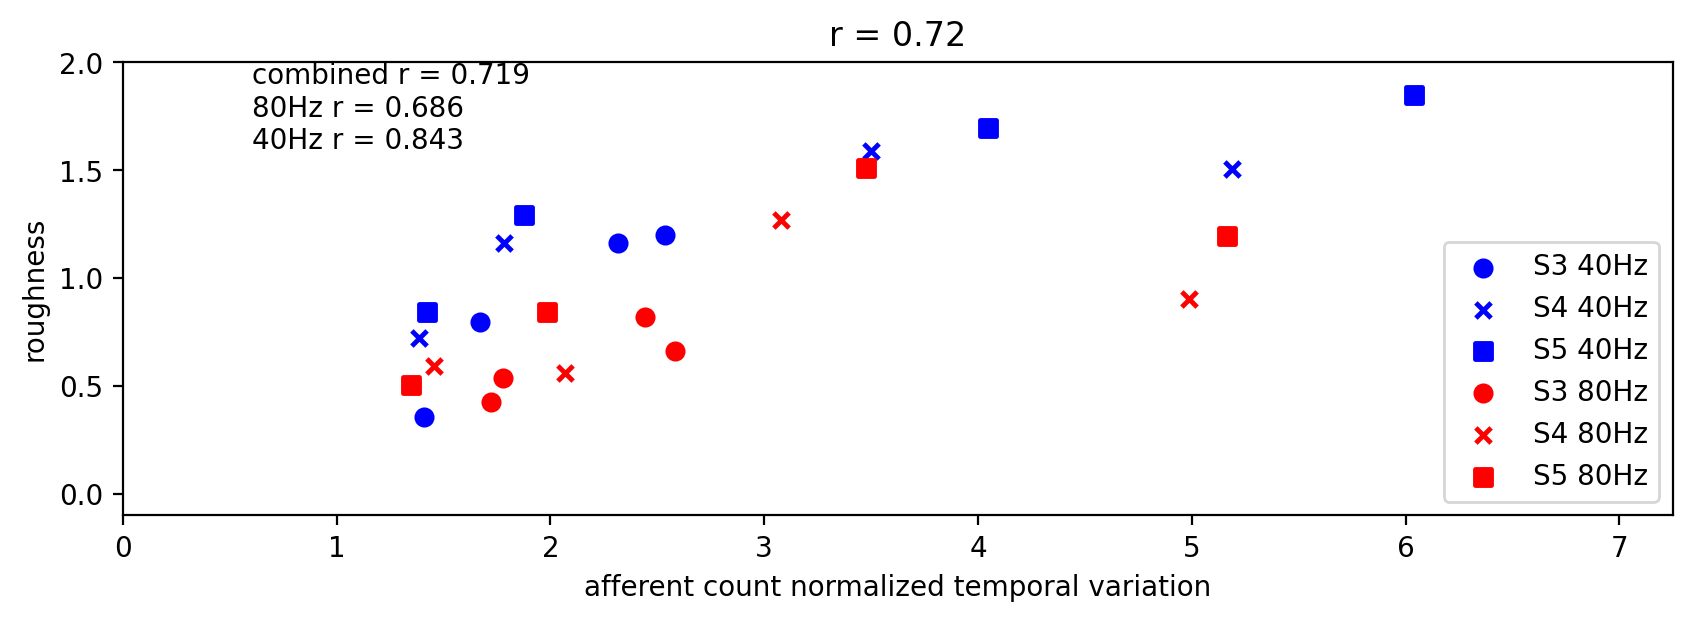 r = 0.72
combined r = 0.719
80Hz r = 0.686
40Hz r = 0.843
2.0
1.5
1.0
0.5
0.0
roughness
S3 40Hz
S4 40Hz
S5 40Hz
S3 80Hz
S4 80Hz
S5 80Hz
0 1 2 3 4 5 6 7
afferent count normalized temporal variation